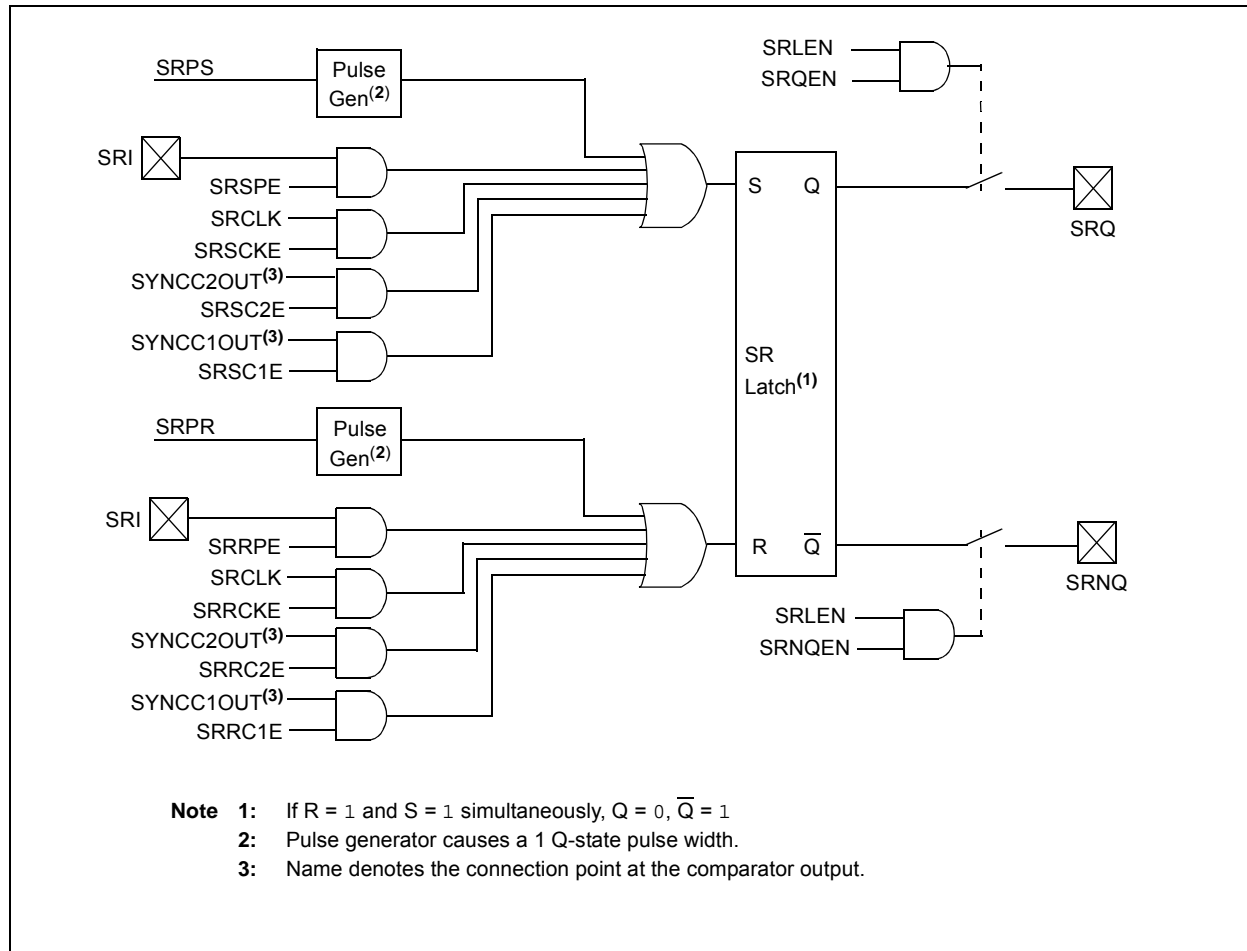 SRPS
Pulse
Gen(2)
SRI
SRSPE
SRCLK
SRSCKE
SYNCC2OUT(3)
SRSC2E
SYNCC1OUT(3)
SRSC1E
SRPR
Pulse
Gen(2)
SRI
SRRPE
SRCLK
SRRCKE
SYNCC2OUT(3)
SRRC2E
SYNCC1OUT(3)
SRRC1E
S Q
SR
Latch(1)
R Q̅
SRLEN
SRQEN
SRQ
SRNQ
SRLEN
SRNQEN
Note 1: If R = 1 and S = 1 simultaneously, Q = 0, Q̅ = 1
2: Pulse generator causes a 1 Q-state pulse width.
3: Name denotes the connection point at the comparator output.